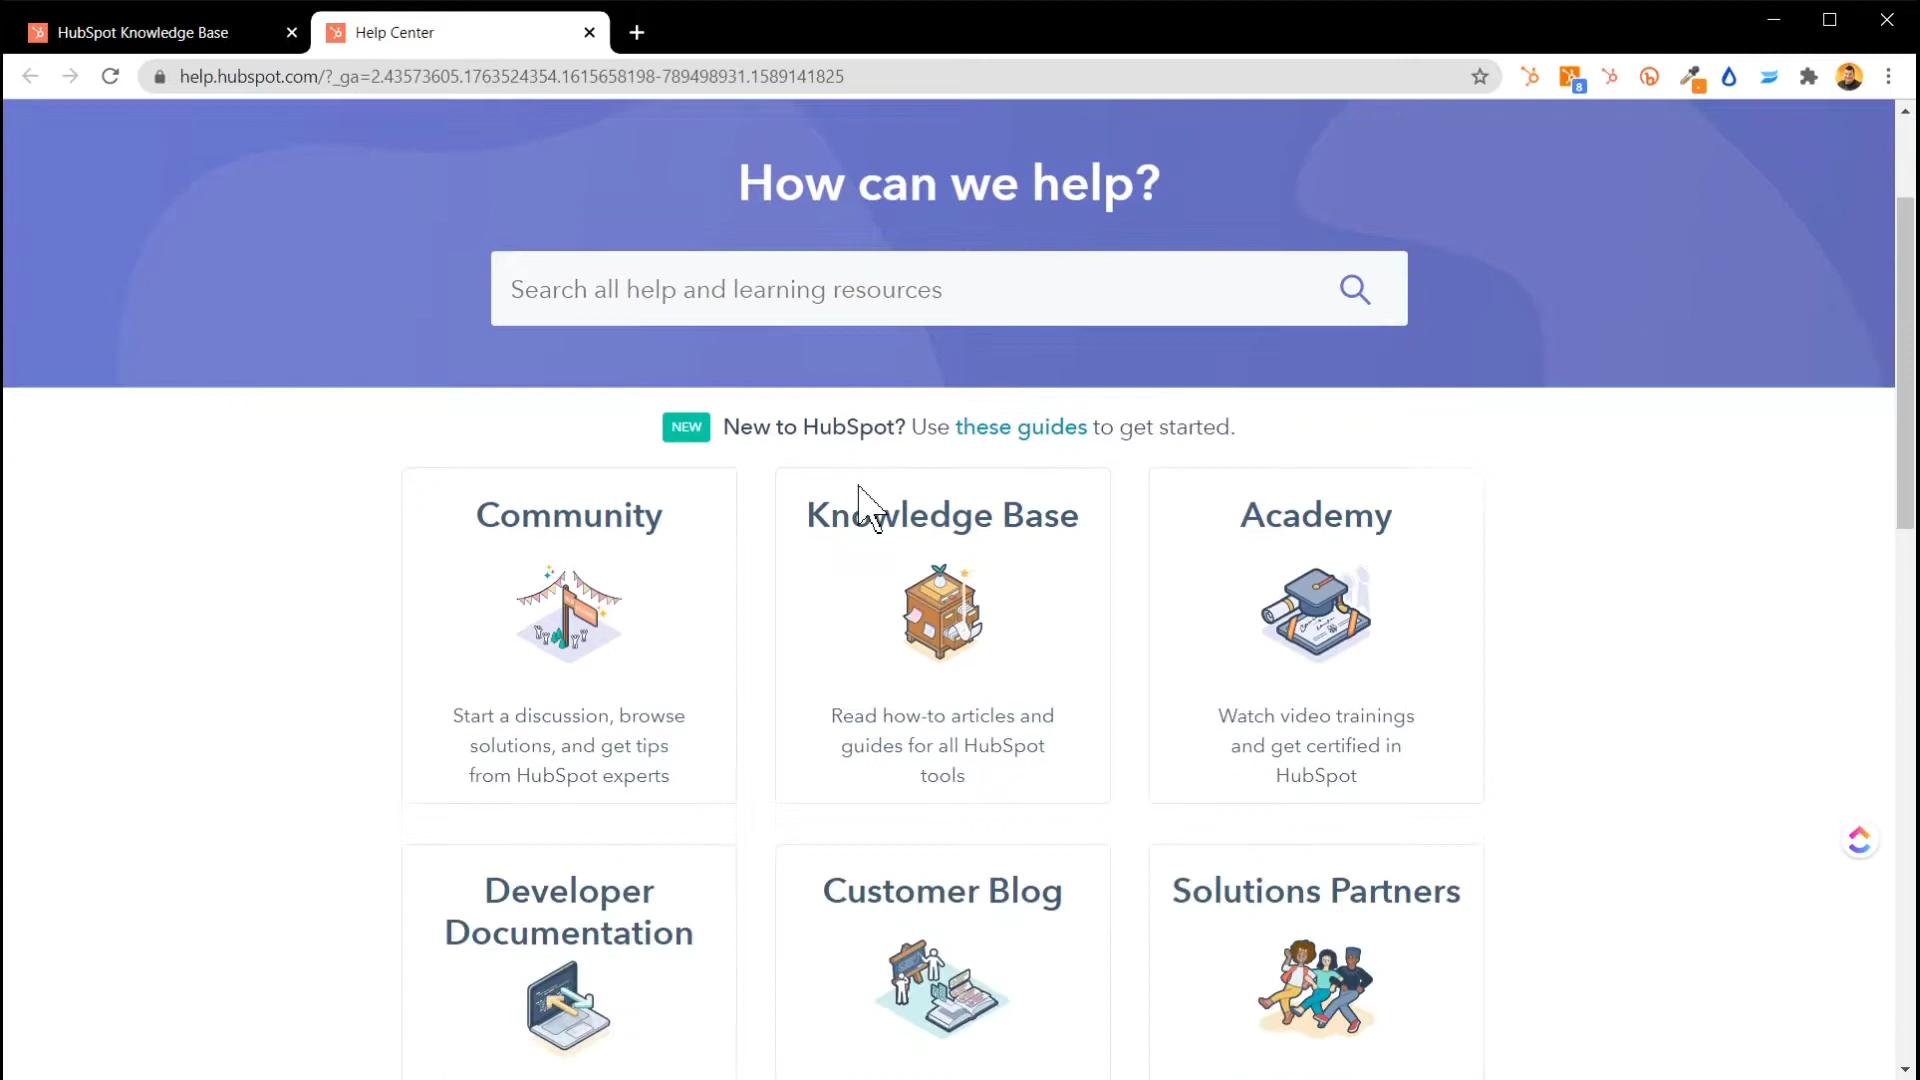 HubSpot Knowledge Base
Help Center
help.hubspot.com/?_ga=2.43573605.1763524354.1615658198-789498931.1589141825
8
How can we help?
Search all help and learning resources
NEW New to HubSpot? Use these guides to get started.
Community
Start a discussion, browse
solutions, and get tips
from HubSpot experts
Knowledge Base
Read how-to articles and
guides for all HubSpot
tools
Academy
Watch video trainings
and get certified in
HubSpot
Developer
Documentation
Customer Blog
Solutions Partners